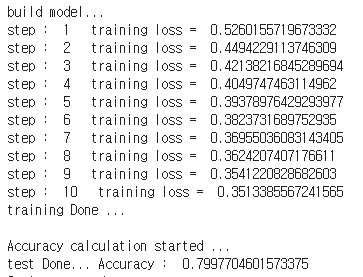 build model...
step :  1   training loss =  0.5260155719673332
step :  2   training loss =  0.4494229113746309
step :  3   training loss =  0.42138216845289694
step :  4   training loss =  0.4049747463114962
step :  5   training loss =  0.39378976429293977
step :  6   training loss =  0.3823731689752935
step :  7   training loss =  0.36955036083143405
step :  8   training loss =  0.3624207407176611
step :  9   training loss =  0.3541220828682603
step :  10   training loss =  0.3513385567241565
training Done ...
Accuracy calculation started ...
test Done... Accuracy :  0.7997704601573375